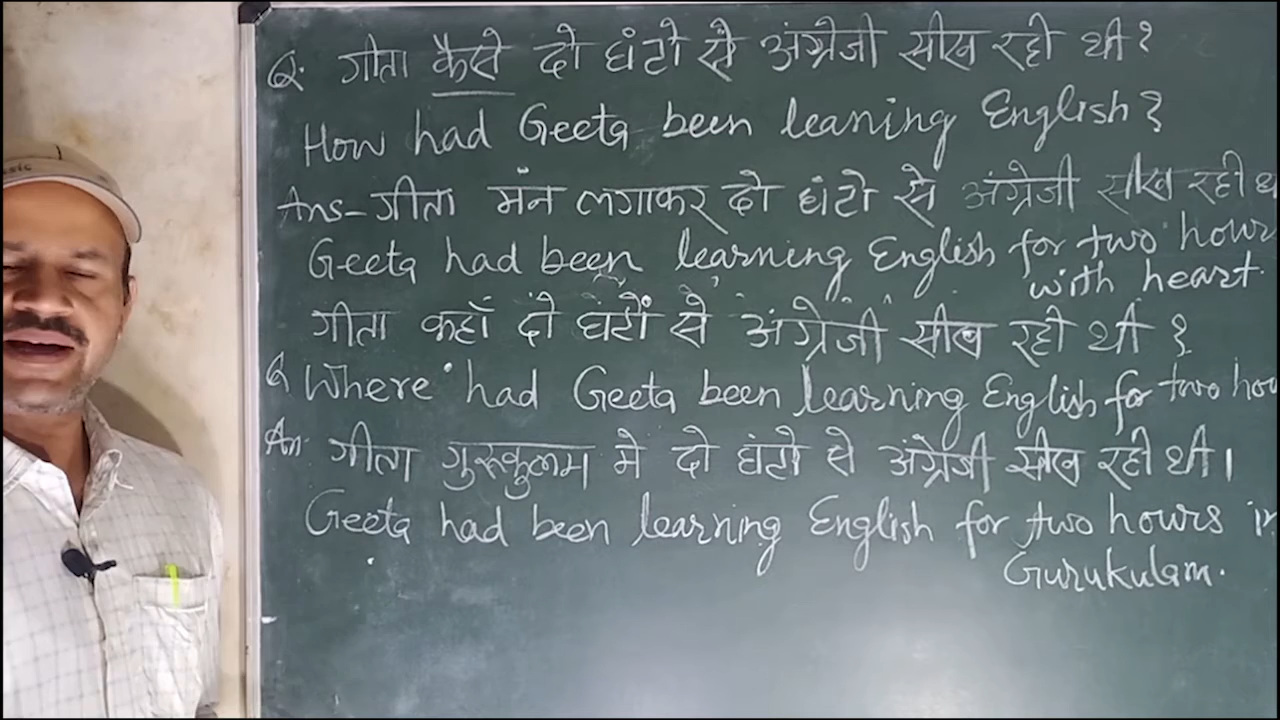 Q. गीता कैसे दो घंटो से अंग्रेजी सीख रही थी?
How had Geeta been leaning English?
Ans- गीता मन लगाकर दो घंटो से अंग्रेजी सीख रही
Geeta had been learning English for two hours
with heart.
गीता कहाँ दो घंटों से अंग्रेजी सीख रही थी?
Q Where had Geeta been learning English for two
An. गीता गुरुकुलम मे दो घंटो से अंग्रेजी सीख रही थी।
Geeta had been learning English for two hours in
Gurukulam.